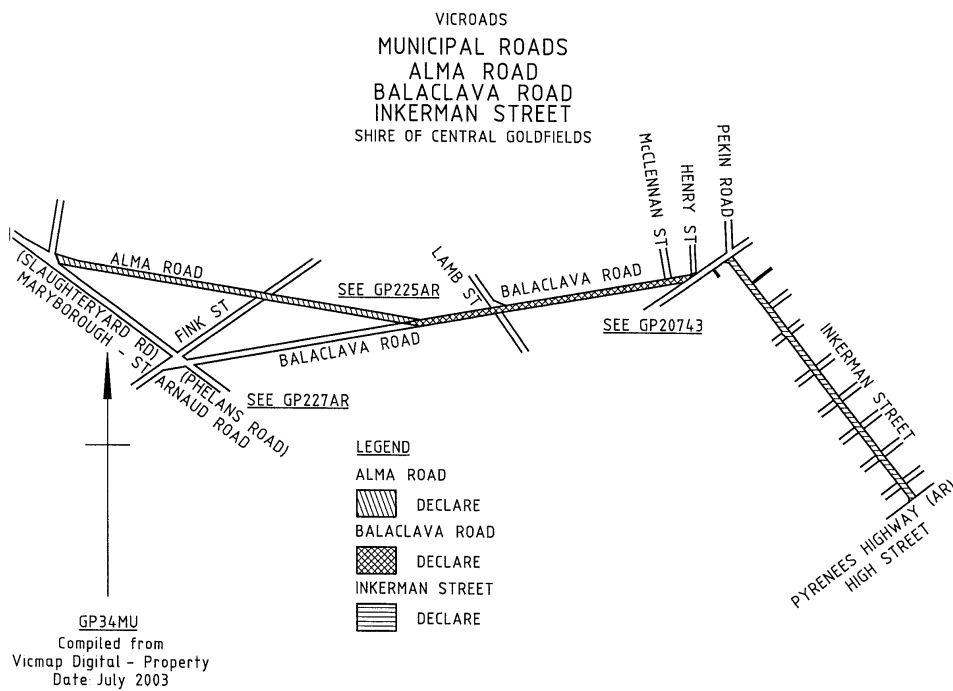 VICROADS
MUNICIPAL ROADS
ALMA ROAD
BALACLAVA ROAD
INKERMAN STREET
SHIRE OF CENTRAL GOLDFIELDS
McCLENNAN ST
HENRY ST
PEKIN ROAD
ALMA ROAD
(SLAUGHTERYARD RD)
MARYBOROUGH - ST ARNAUD ROAD
(PHELANS ROAD)
FINK ST
SEE GP225AR
LAMB ST
BALACLAVA ROAD
SEE GP20743
BALACLAVA ROAD
SEE GP227AR
INKERMAN STREET
PYRENEES HIGHWAY (AR)
HIGH STREET
LEGEND
ALMA ROAD
DECLARE
BALACLAVA ROAD
DECLARE
INKERMAN STREET
DECLARE
GP34MU
Compiled from
Vicmap Digital - Property
Date: July 2003